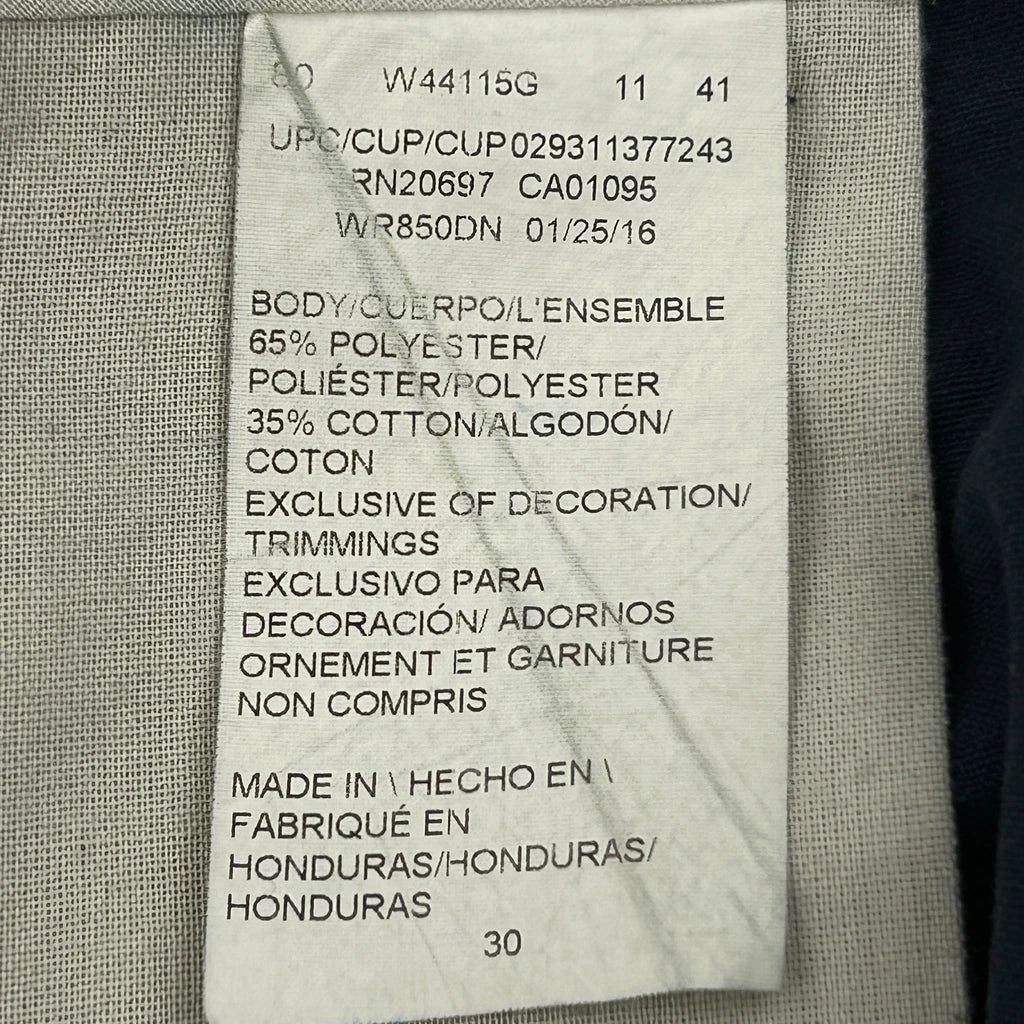 W44115G 11 41
UPC/CUP/CUP029311377243
RN20697 CA01095
WR850DN 01/25/16
BODY/CUERPO/L'ENSEMBLE
65% POLYESTER/
POLIÉSTER/POLYESTER
35% COTTON/ALGODÓN/
COTON
EXCLUSIVE OF DECORATION/
TRIMMINGS
EXCLUSIVO PARA
DECORACIÓN/ ADORNOS
ORNEMENT ET GARNITURE
NON COMPRIS
MADE IN \ HECHO EN \
FABRIQUÉ EN
HONDURAS/HONDURAS/
HONDURAS
30